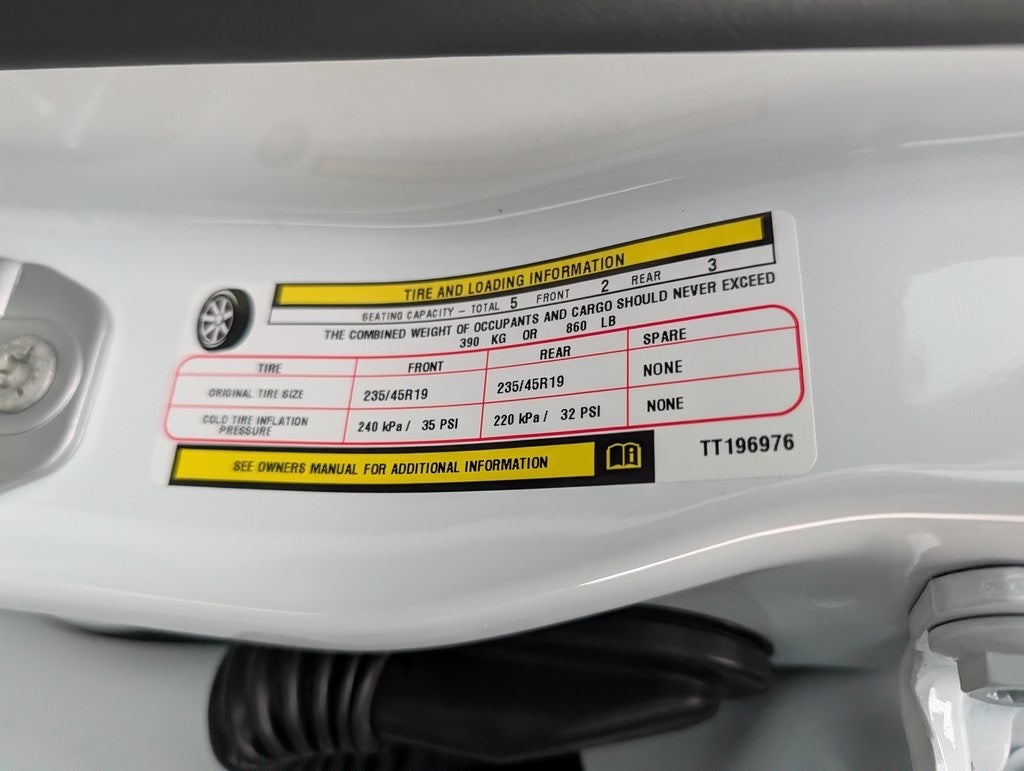 TIRE AND LOADING INFORMATION
SEATING CAPACITY – TOTAL 5 FRONT 2 REAR 3
THE COMBINED WEIGHT OF OCCUPANTS AND CARGO SHOULD NEVER EXCEED
390 KG OR 860 LB
TIRE FRONT REAR SPARE
ORIGINAL TIRE SIZE 235/45R19 235/45R19 NONE
COLD TIRE INFLATION
PRESSURE 240 kPa / 35 PSI 220 kPa / 32 PSI NONE
SEE OWNERS MANUAL FOR ADDITIONAL INFORMATION
TT196976